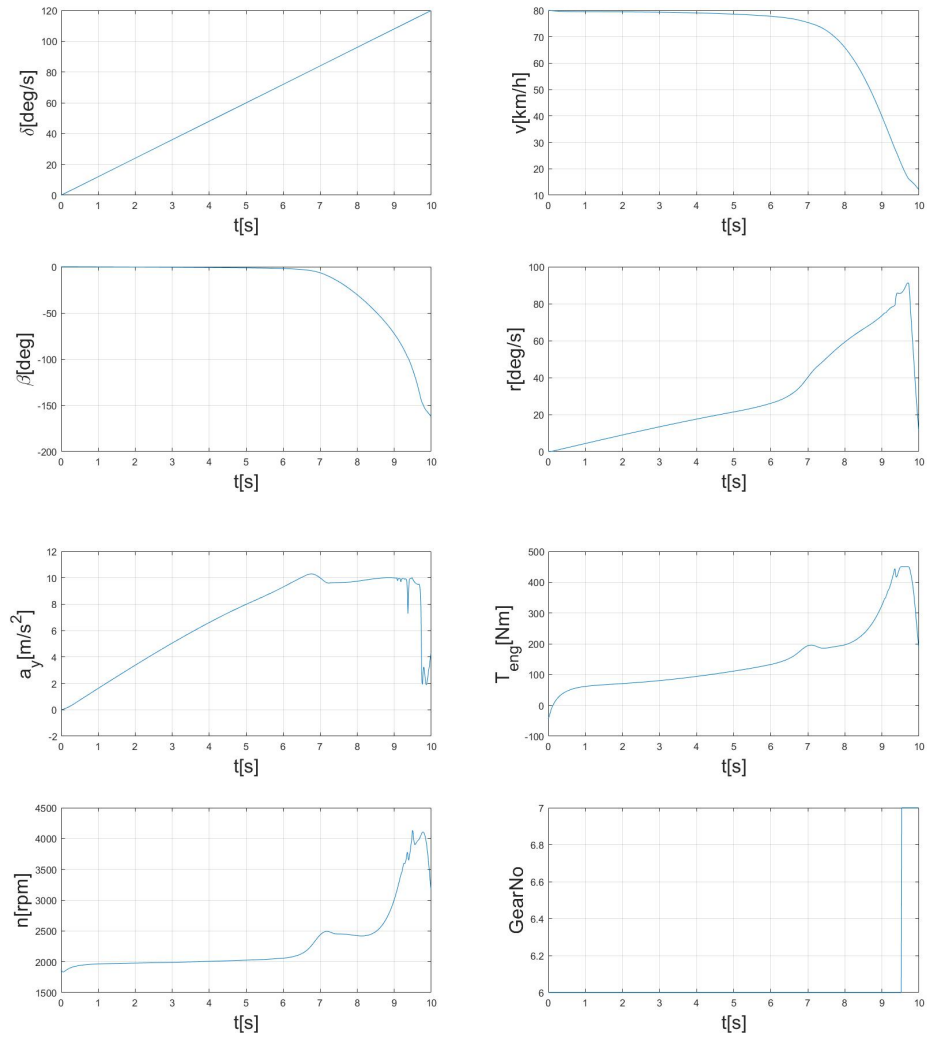 120
100
80
60
40
20
0
0 1 2 3 4 5 6 7 8 9 10
δ[deg/s]
t[s]
80
70
60
50
40
30
20
10
0 1 2 3 4 5 6 7 8 9 10
v[km/h]
t[s]
0
-50
-100
-150
-200
0 1 2 3 4 5 6 7 8 9 10
β[deg]
t[s]
100
80
60
40
20
0
0 1 2 3 4 5 6 7 8 9 10
r[deg/s]
t[s]
12
10
8
6
4
2
0
-2
0 1 2 3 4 5 6 7 8 9 10
a_y[m/s²]
t[s]
500
400
300
200
100
0
-100
0 1 2 3 4 5 6 7 8 9 10
T_eng[Nm]
t[s]
4500
4000
3500
3000
2500
2000
1500
0 1 2 3 4 5 6 7 8 9 10
n[rpm]
t[s]
7
6.8
6.6
6.4
6.2
6
0 1 2 3 4 5 6 7 8 9 10
GearNo
t[s]